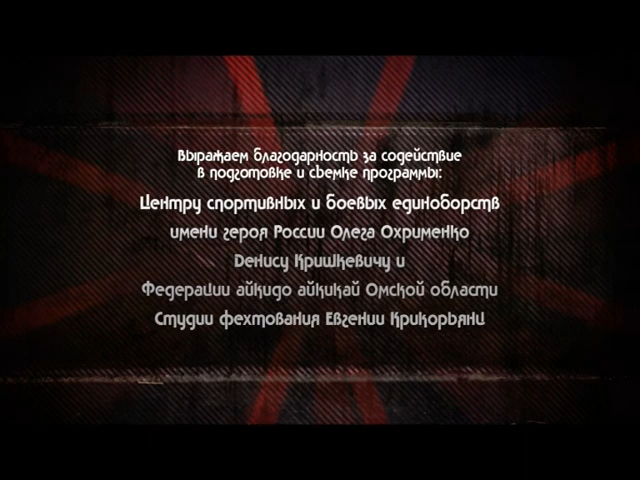 Выражаем благодарность за содействие
в подготовке и съемке программы:
Центру спортивных и боевых единоборств
имени героя России Олега Охрименко
Денису Кришкевичу и
Федерации айкидо айкикай Омской области
Студии фехтования Евгении Крикорьянц